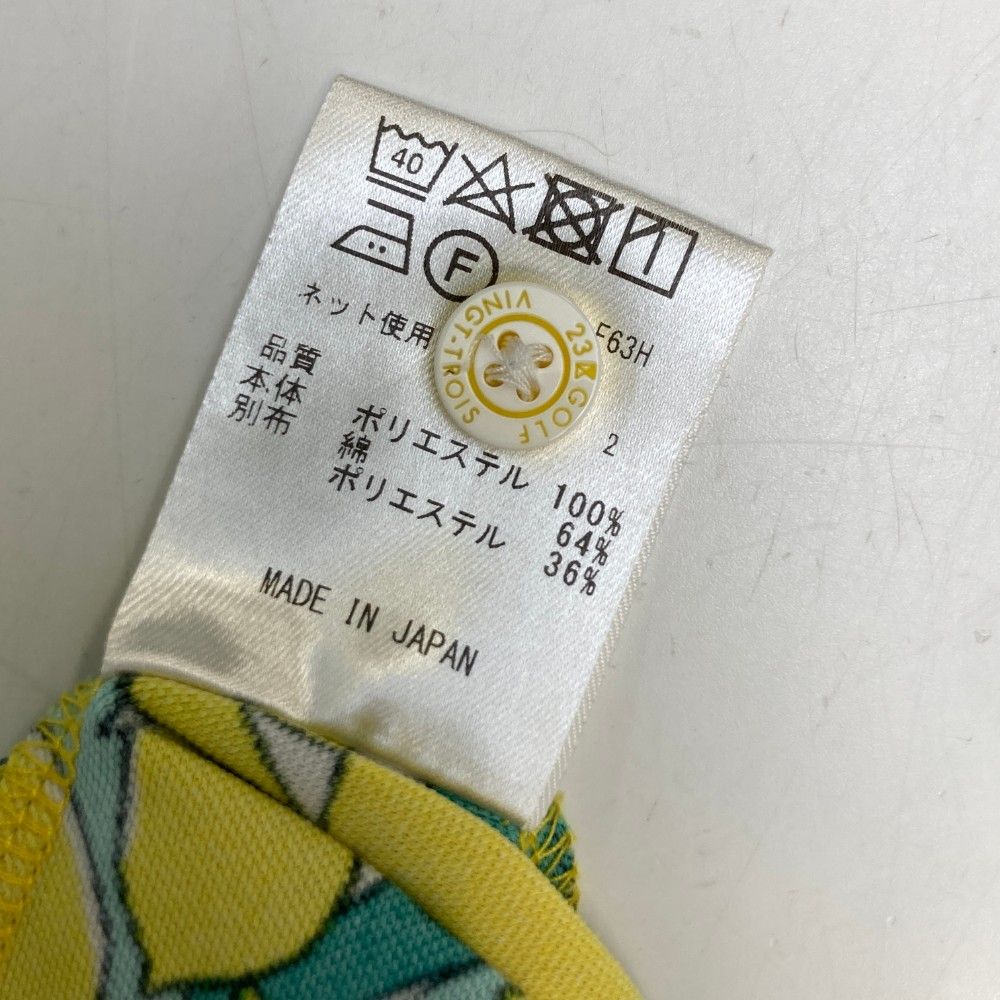 40
F
ネット使用
F63H
23区GOLF
VINGT-TROIS
2
品質
本体 ポリエステル 100%
別布 綿 64%
ポリエステル 36%
MADE IN JAPAN